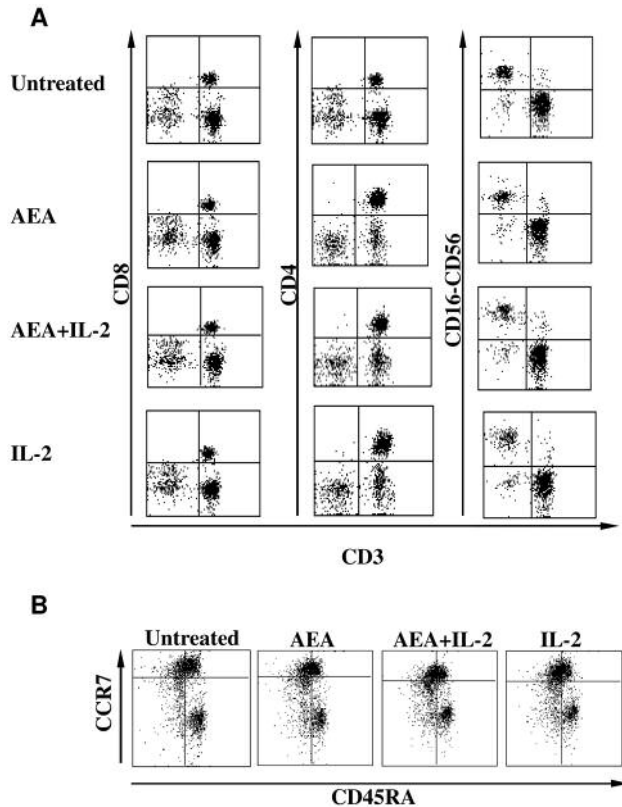 A
Untreated
AEA
AEA+IL-2
IL-2
CD8
CD4
CD16-CD56
CD3
B
Untreated AEA AEA+IL-2 IL-2
CCR7
CD45RA